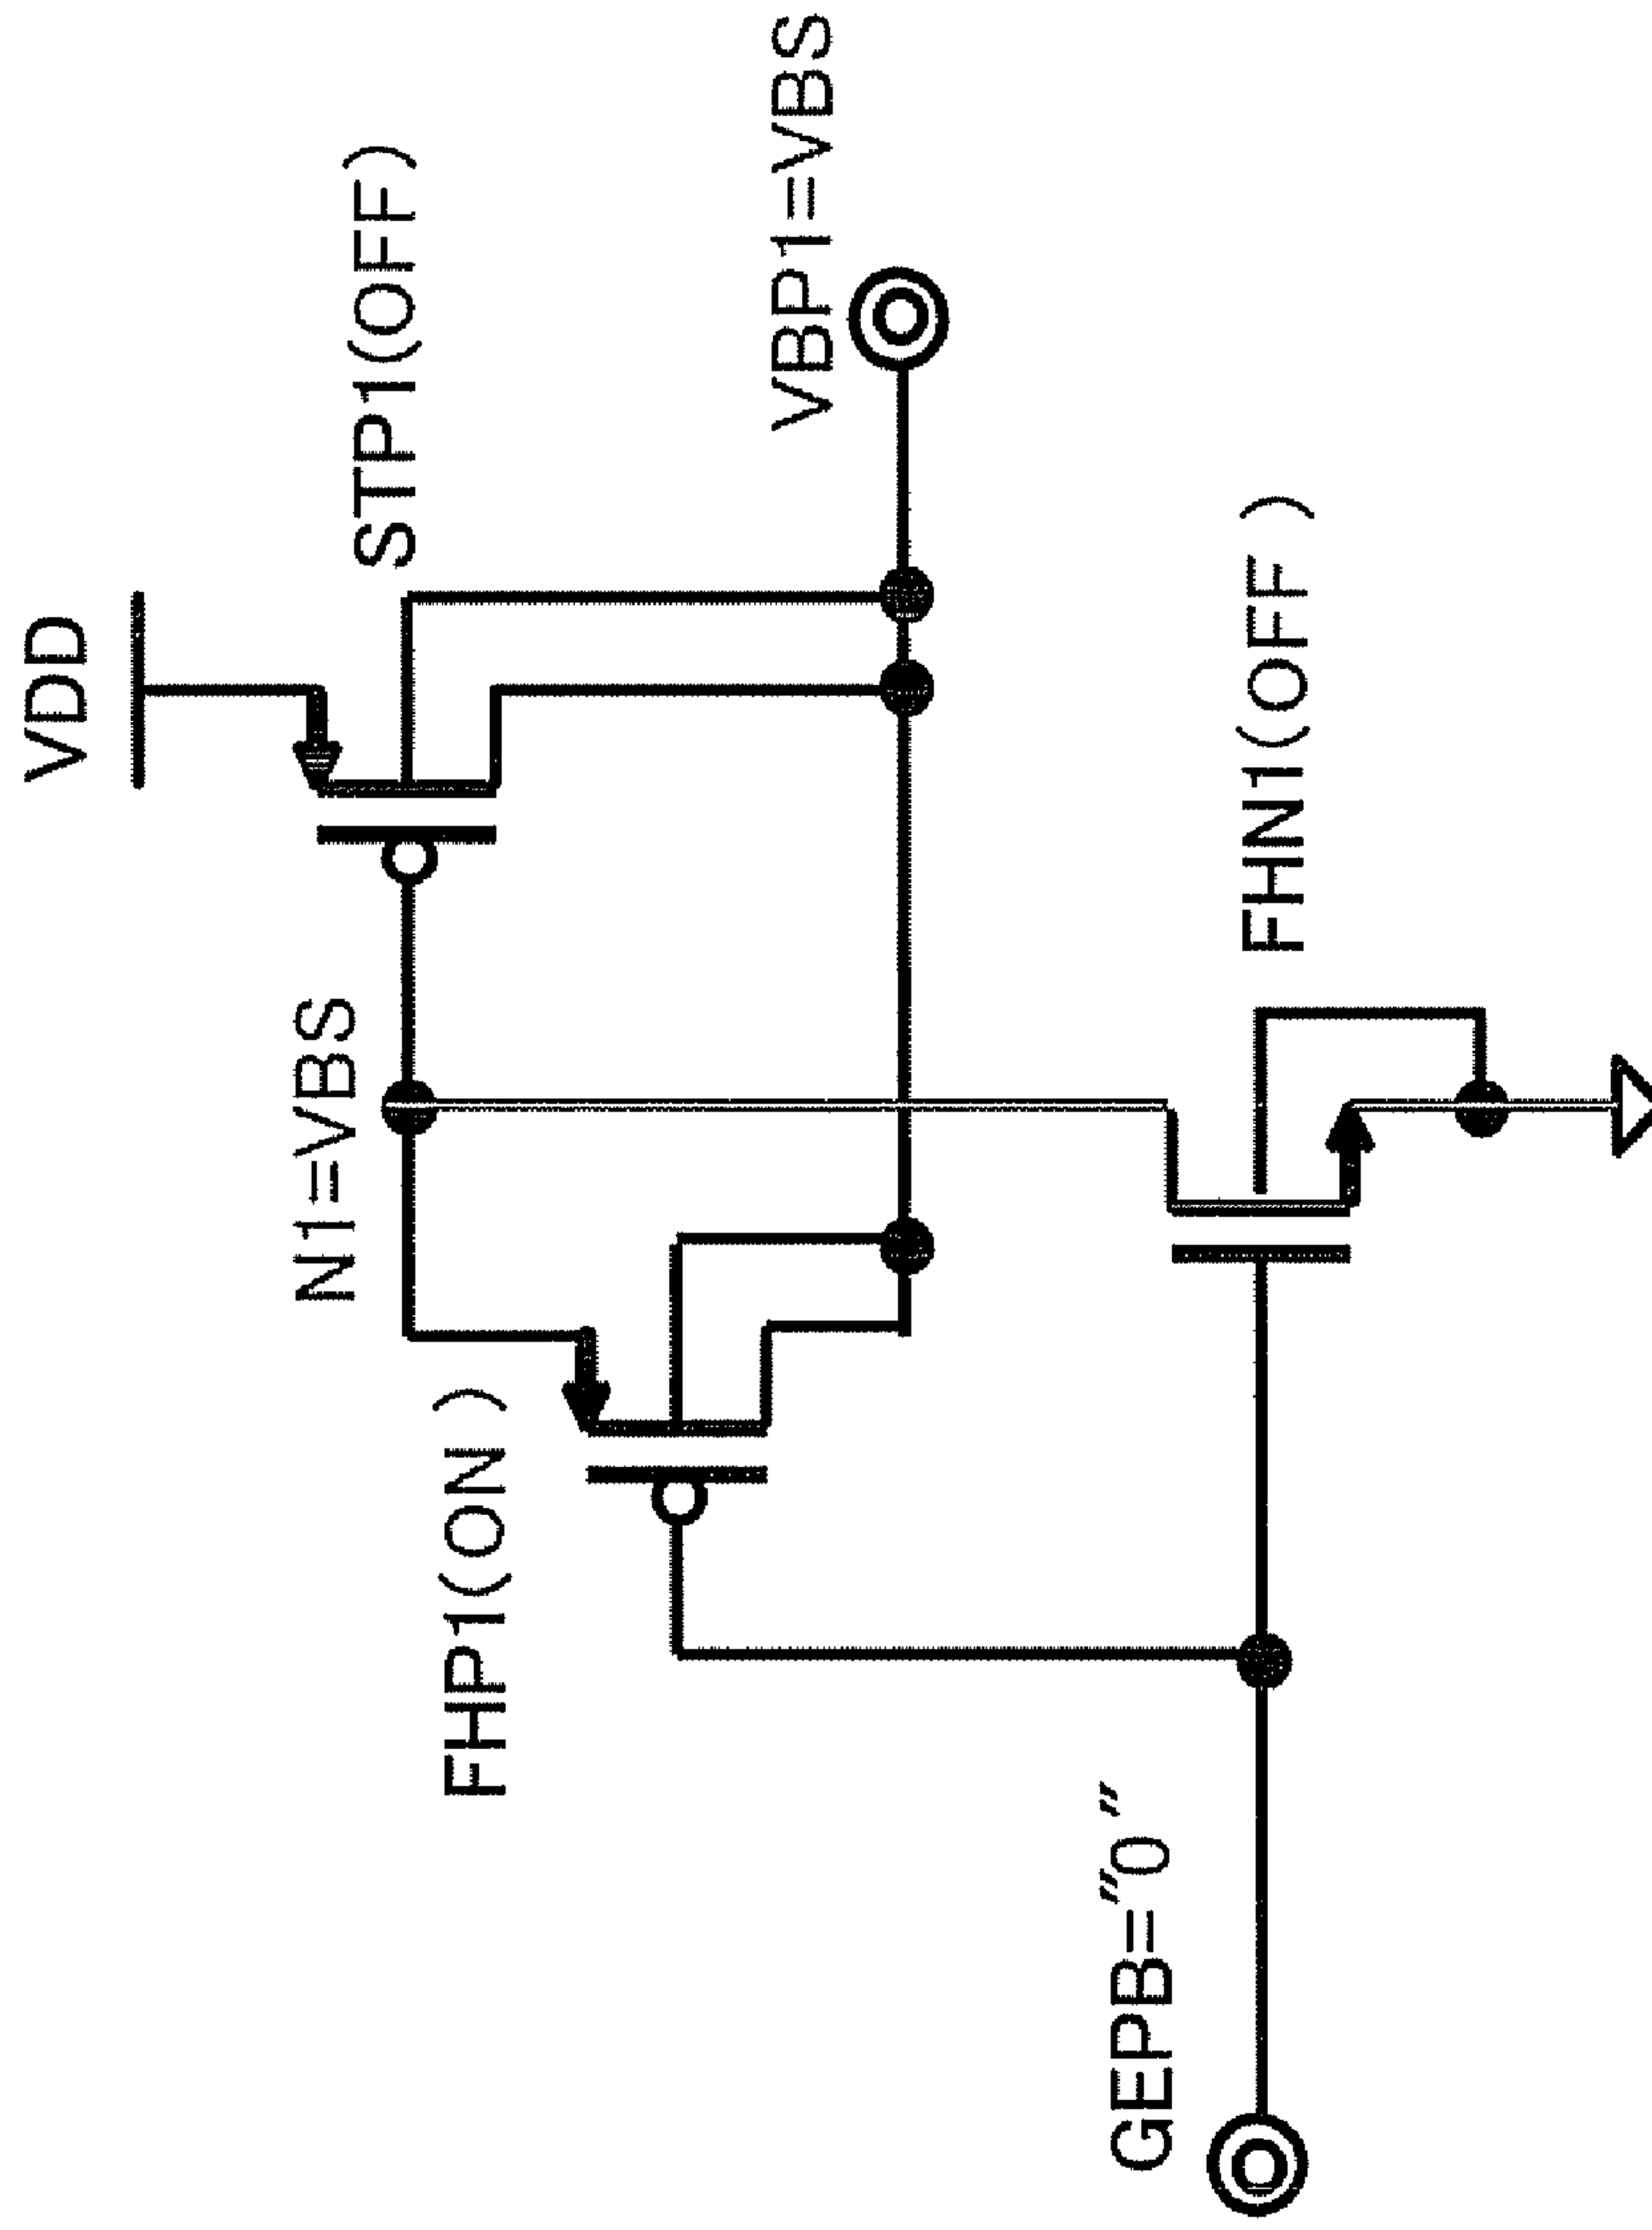 VDD
STP1(OFF)
N1=VBS
FHP1(ON )
VBP1=VBS
GEPB="0"
FHN1(OFF )